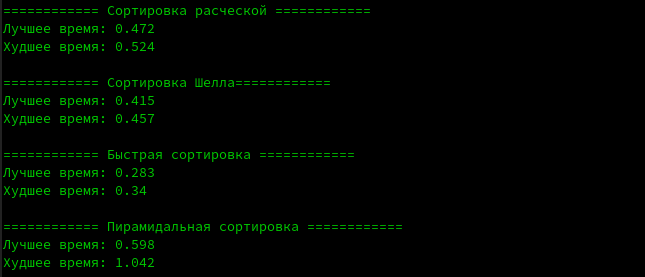 ============ Сортировка расческой ============
Лучшее время: 0.472
Худшее время: 0.524
============ Сортировка Шелла============
Лучшее время: 0.415
Худшее время: 0.457
============ Быстрая сортировка ============
Лучшее время: 0.283
Худшее время: 0.34
============ Пирамидальная сортировка ============
Лучшее время: 0.598
Худшее время: 1.042